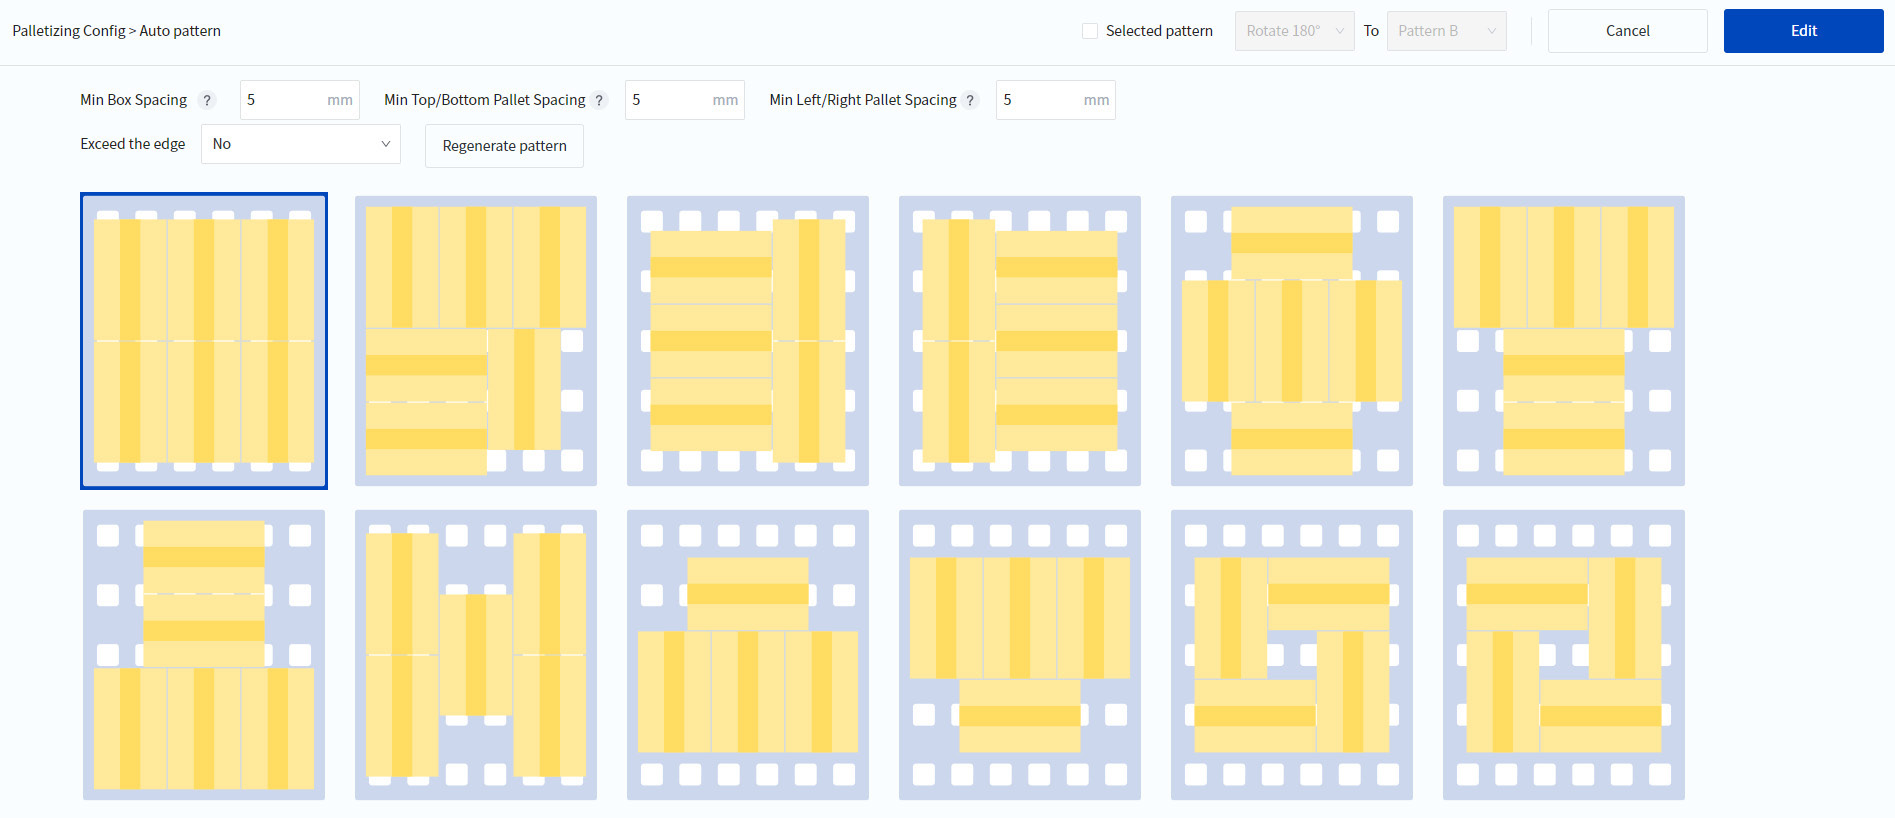 Palletizing Config > Auto pattern
Selected pattern
Rotate 180°
To
Pattern B
Cancel
Edit
Min Box Spacing ? 5 mm
Min Top/Bottom Pallet Spacing ? 5 mm
Min Left/Right Pallet Spacing ? 5 mm
Exceed the edge No
Regenerate pattern